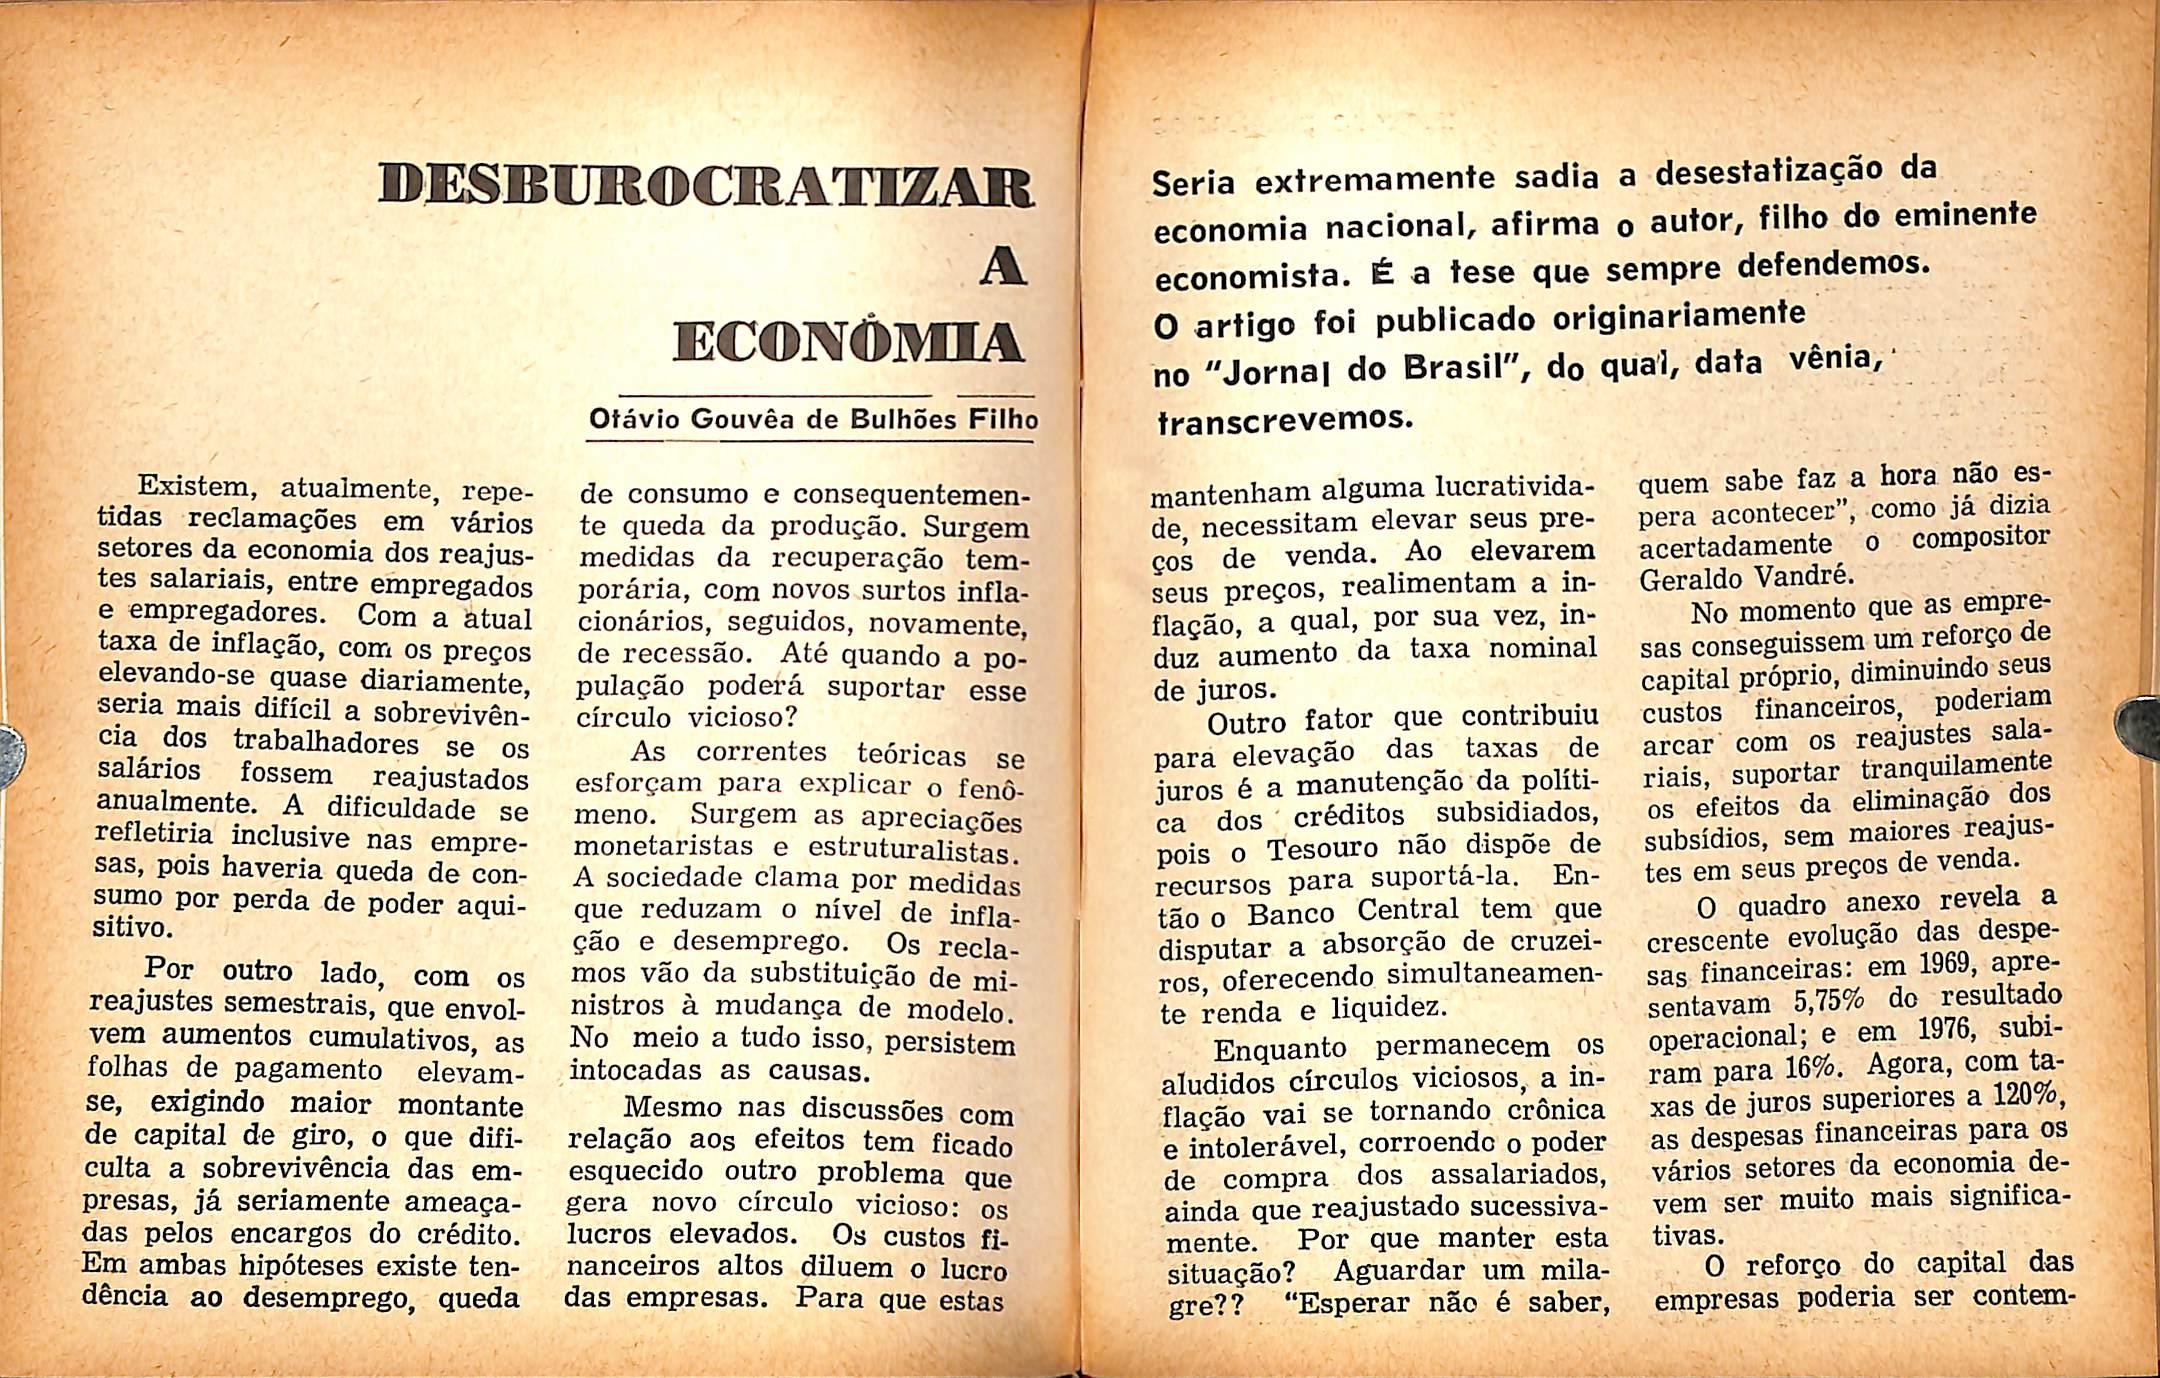 DESBUROCRATIZAR
A
ECONÔMIA
Otávio Gouvêa de Bulhões Filho
Existem, atualmente, repe-
tidas reclamações em vários
setores da economia dos reajus-
tes salariais, entre empregados
e empregadores. Com a atual
taxa de inflação, com os preços
elevando-se quase diariamente,
seria mais difícil a sobrevivên-
cia dos trabalhadores se os
salários fossem reajustados
anualmente. A dificuldade se
refletiria inclusive nas empre-
sas, pois haveria queda de con-
sumo por perda de poder aqui-
sitivo.
Por outro lado, com os
reajustes semestrais, que envol-
vem aumentos cumulativos, as
folhas de pagamento elevam-
se, exigindo maior montante
de capital de giro, o que difi-
culta a sobrevivência das em-
presas, já seriamente ameaça-
das pelos encargos do crédito.
Em ambas hipóteses existe ten-
dência ao desemprego, queda
de consumo e consequentemen-
te queda da produção. Surgem
medidas da recuperação tem-
porária, com novos surtos infla-
cionários, seguidos, novamente,
de recessão. Até quando a po-
pulação poderá suportar esse
círculo vicioso?
As correntes teóricas se
esforçam para explicar o fenô-
meno. Surgem as apreciações
monetaristas e estruturalistas.
A sociedade clama por medidas
que reduzam o nível de infla-
ção e desemprego. Os recla-
mos vão da substituição de mi-
nistros à mudança de modelo.
No meio a tudo isso, persistem
intocadas as causas.
Mesmo nas discussões com
relação aos efeitos tem ficado
esquecido outro problema que
gera novo círculo vicioso: os
lucros elevados. Os custos fi-
nanceiros altos diluem o lucro
das empresas. Para que estas
Seria extremamente sadia a desestatização da
economia nacional, afirma o autor, filho do eminente
economista. É a tese que sempre defendemos.
O artigo foi publicado originariamente
no "Jornal do Brasil", do qual, data vênia,
transcrevemos.
mantenham alguma lucrativida-
de, necessitam elevar seus pre-
ços de venda. Ao elevarem
seus preços, realimentam a in-
flação, a qual, por sua vez, in-
duz aumento da taxa nominal
de juros.
Outro fator que contribuiu
para elevação das taxas de
juros é a manutenção da políti-
ca dos créditos subsidiados,
pois o Tesouro não dispõe de
recursos para suportá-la. En-
tão o Banco Central tem que
disputar a absorção de cruzei-
ros, oferecendo simultaneamen-
te renda e liquidez.
Enquanto permanecem os
aludidos círculos viciosos, a in-
flação vai se tornando crônica
e intolerável, corroendo o poder
de compra dos assalariados,
ainda que reajustado sucessiva-
mente. Por que manter esta
situação? Aguardar um mila-
gre?? "Esperar não é saber,
quem sabe faz a hora não es-
pera acontecer", como já dizia
acertadamente o compositor
Geraldo Vandré.
No momento que as empre-
sas conseguissem um reforço de
capital próprio, diminuindo seus
custos financeiros, poderiam
arcar com os reajustes sala-
riais, suportar tranquilamente
os efeitos da eliminação dos
subsídios, sem maiores reajus-
tes em seus preços de venda.
O quadro anexo revela a
crescente evolução das despe-
sas financeiras: em 1969, apre-
sentavam 5,75% do resultado
operacional; e em 1976, subi-
ram para 16%. Agora, com ta-
xas de juros superiores a 120%,
as despesas financeiras para os
vários setores da economia de-
vem ser muito mais significa-
tivas.
O reforço do capital das
empresas poderia ser contem-